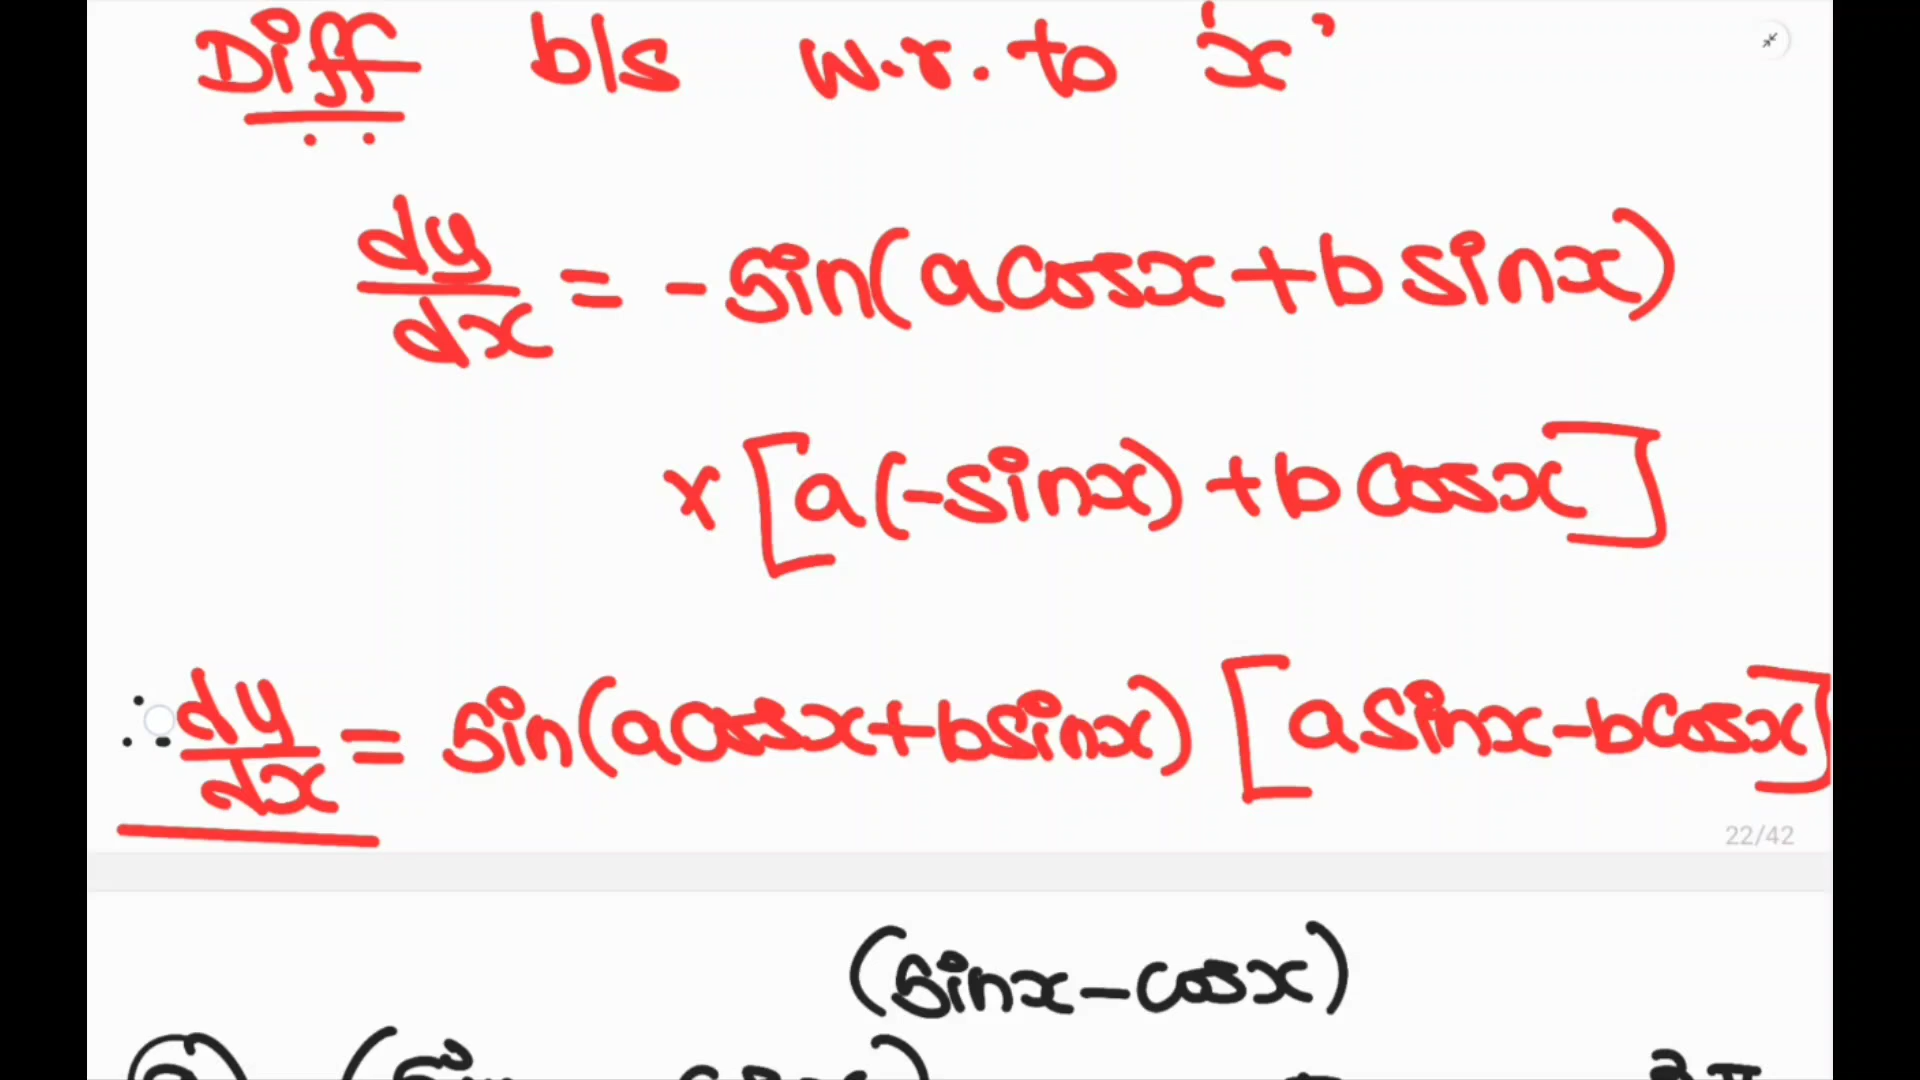 Diff b/s w.r.to 'x'
dy/dx = -sin(acosx+bsinx)
x [a(-sinx)+bcosx]
∴ dy/dx = sin(acosx+bsinx) [asinx-bcosx]
22/42
(sinx-cosx)